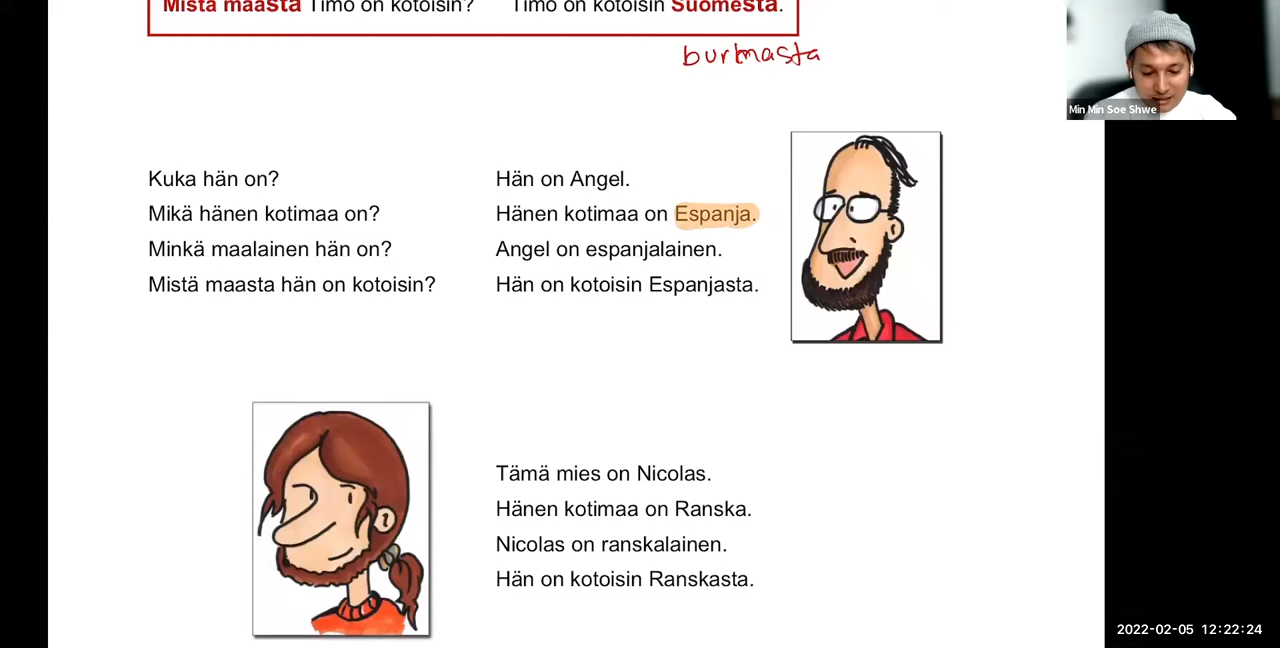 Mistä maasta Timo on kotoisin? Timo on kotoisin Suomesta.
burmasta
Min Min Soe Shwe
Kuka hän on? Hän on Angel.
Mikä hänen kotimaa on? Hänen kotimaa on Espanja.
Minkä maalainen hän on? Angel on espanjalainen.
Mistä maasta hän on kotoisin? Hän on kotoisin Espanjasta.
Tämä mies on Nicolas.
Hänen kotimaa on Ranska.
Nicolas on ranskalainen.
Hän on kotoisin Ranskasta.
2022-02-05 12:22:24